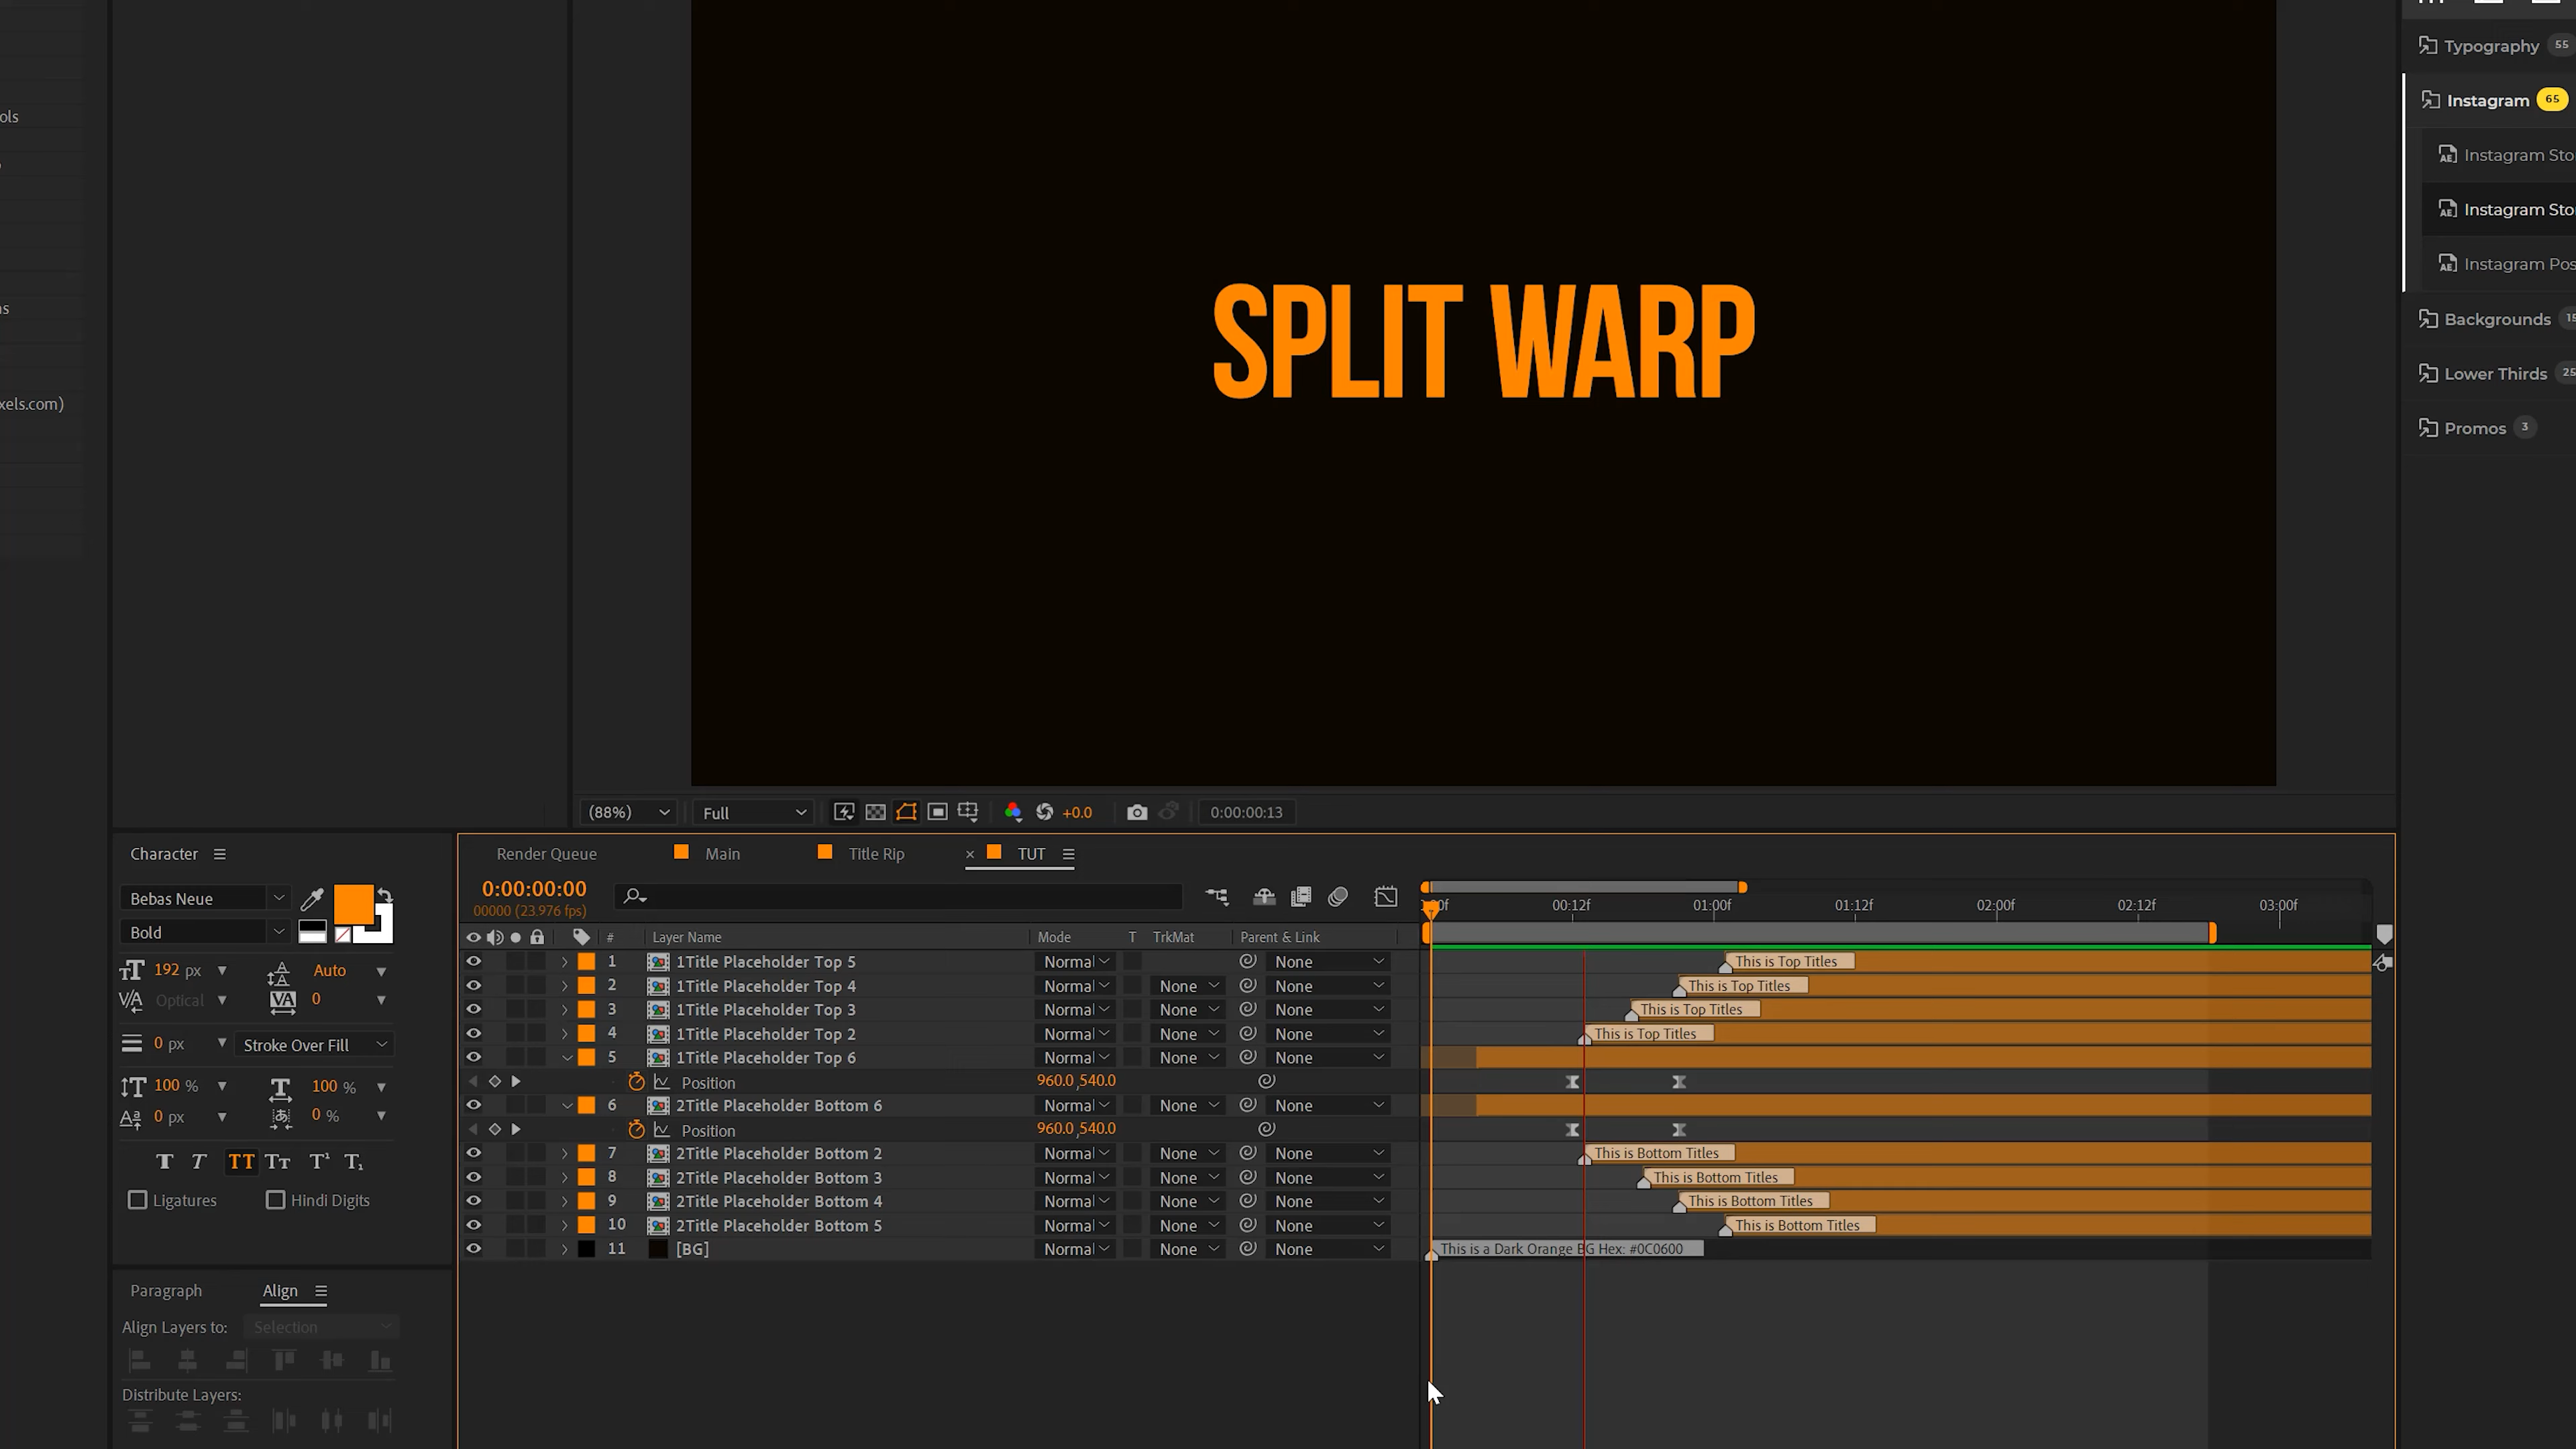 ols
ns
xels.com)
SPLIT WARP
Typography 55
Instagram 65
Instagram Sto
Instagram Sto
Instagram Pos
Backgrounds 15
Lower Thirds 25
Promos 3
(88%) Full +0.0 0:00:00:13
Character
Bebas Neue
Bold
192 px Auto
Optical 0
0 px Stroke Over Fill
100 % 100 %
0 px 0 %
Ligatures Hindi Digits
Paragraph Align
Align Layers to: Selection
Distribute Layers:
Render Queue Main Title Rip TUT
0:00:00:00
00000 (23.976 fps)
00:12f 01:00f 01:12f 02:00f 02:12f 03:00f
# Layer Name Mode T TrkMat Parent & Link
1 1Title Placeholder Top 5 Normal None This is Top Titles
2 1Title Placeholder Top 4 Normal None None This is Top Titles
3 1Title Placeholder Top 3 Normal None None This is Top Titles
4 1Title Placeholder Top 2 Normal None None This is Top Titles
5 1Title Placeholder Top 6 Normal None None
Position 960.0,540.0
6 2Title Placeholder Bottom 6 Normal None None
Position 960.0,540.0
7 2Title Placeholder Bottom 2 Normal None None This is Bottom Titles
8 2Title Placeholder Bottom 3 Normal None None This is Bottom Titles
9 2Title Placeholder Bottom 4 Normal None None This is Bottom Titles
10 2Title Placeholder Bottom 5 Normal None None This is Bottom Titles
11 [BG] Normal None None This is a Dark Orange BG Hex: #0C0600